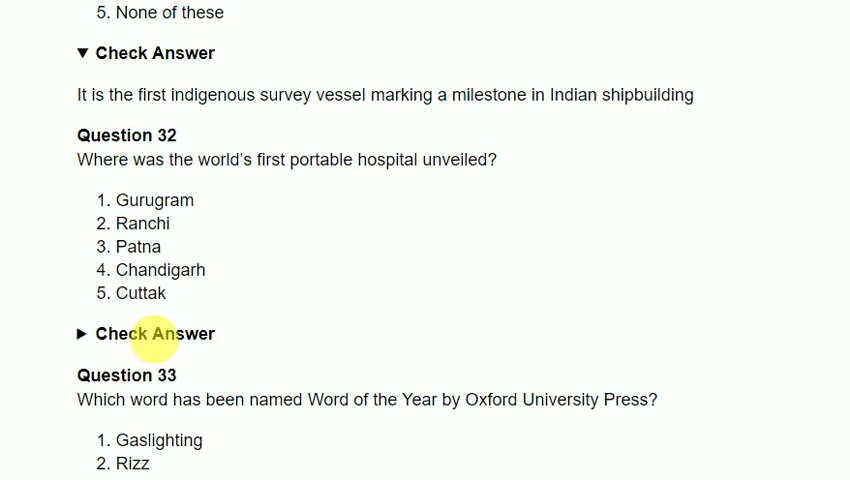 5. None of these
▼ Check Answer
It is the first indigenous survey vessel marking a milestone in Indian shipbuilding
Question 32
Where was the world’s first portable hospital unveiled?
1. Gurugram
2. Ranchi
3. Patna
4. Chandigarh
5. Cuttak
▶ Check Answer
Question 33
Which word has been named Word of the Year by Oxford University Press?
1. Gaslighting
2. Rizz